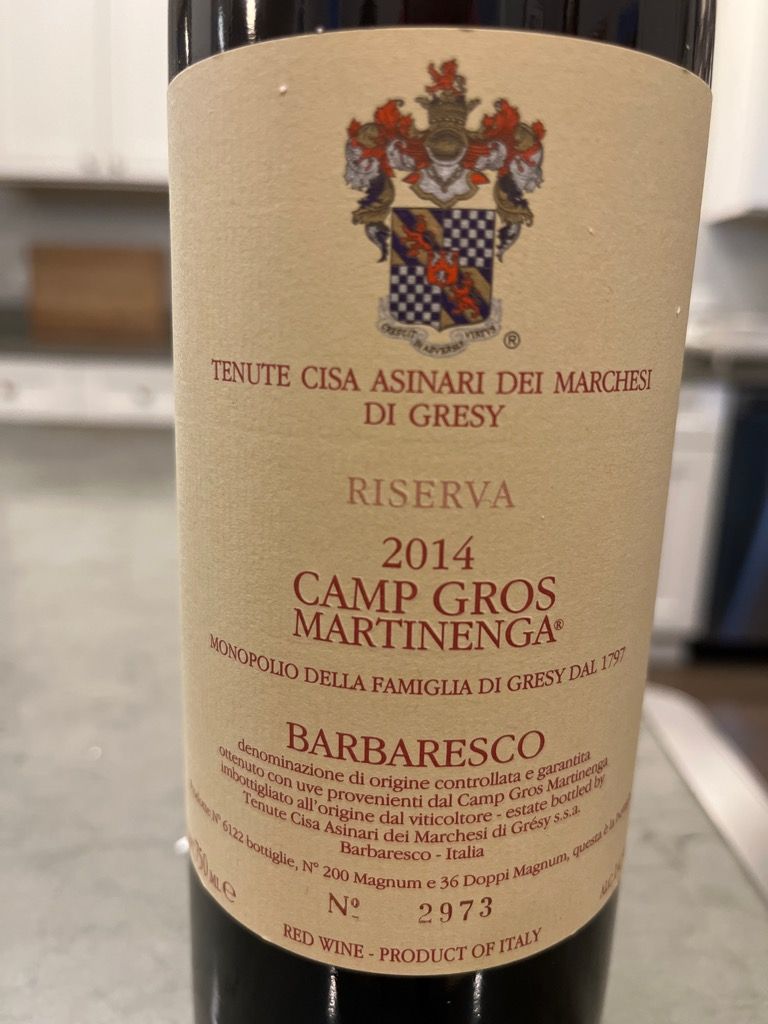 ®
TENUTE CISA ASINARI DEI MARCHESI
DI GRESY
RISERVA
2014
CAMP GROS
MARTINENGA®
MONOPOLIO DELLA FAMIGLIA DI GRESY DAL 1797
BARBARESCO
denominazione di origine controllata e garantita
ottenuto con uve provenienti dal Camp Gros Martinenga
imbottigliato all'origine dal viticoltore - estate bottled by
Tenute Cisa Asinari dei Marchesi di Grésy s.s.a.
Barbaresco - Italia
N° 6122 bottiglie, N° 200 Magnum e 36 Doppi Magnum, questa è la
750 ML e
Nº 2973
RED WINE - PRODUCT OF ITALY